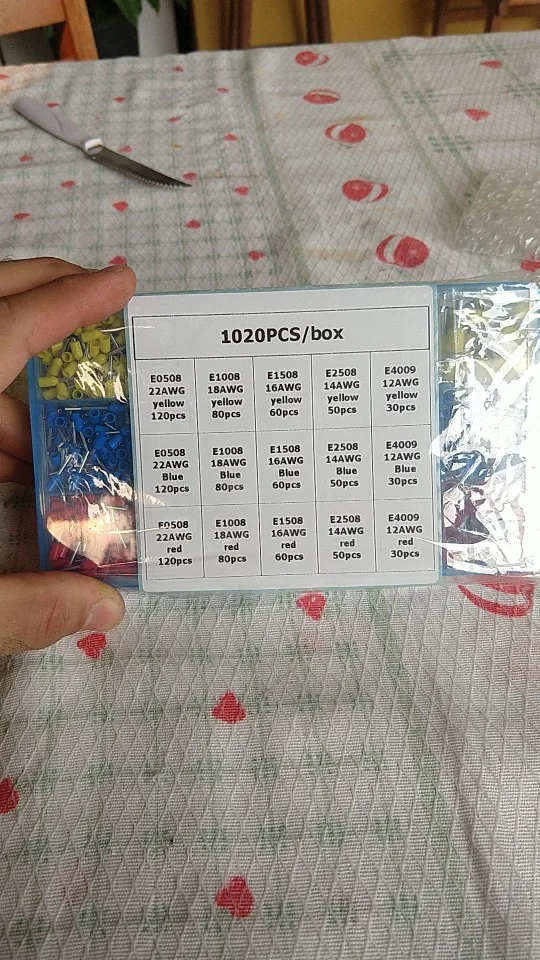 1020PCS/box
E0508 E1008 E1508 E2508 E4009
22AWG 18AWG 16AWG 14AWG 12AWG
yellow yellow yellow yellow yellow
120pcs 80pcs 60pcs 50pcs 30pcs
E0508 E1008 E1508 E2508 E4009
22AWG 18AWG 16AWG 14AWG 12AWG
Blue Blue Blue Blue Blue
120pcs 80pcs 60pcs 50pcs 30pcs
E0508 E1008 E1508 E2508 E4009
22AWG 18AWG 16AWG 14AWG 12AWG
red red red red red
120pcs 80pcs 60pcs 50pcs 30pcs